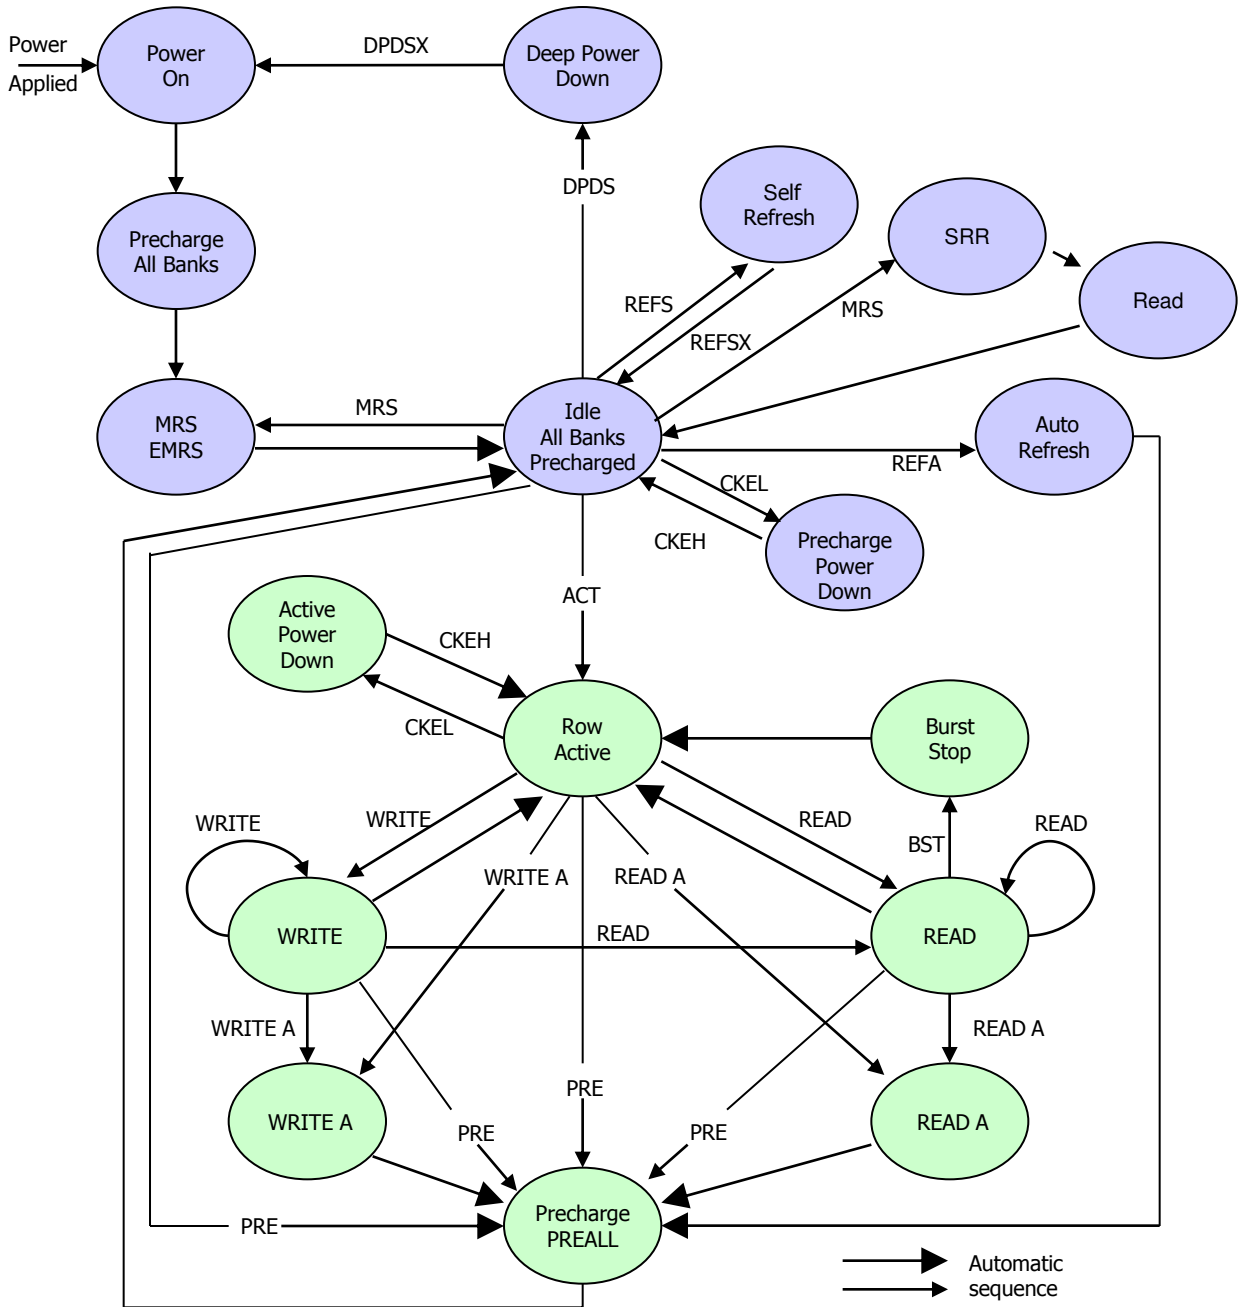 Power
Applied
Power
On
DPDSX
Deep Power
Down
DPDS
Self
Refresh
SRR
Read
Precharge
All Banks
REFS
REFSX
MRS
MRS
EMRS
MRS
Idle
All Banks
Precharged
Auto
Refresh
REFA
CKEL
CKEH
Precharge
Power
Down
ACT
Active
Power
Down
CKEH
CKEL
Row
Active
Burst
Stop
WRITE
WRITE
READ
BST
READ
WRITE A
READ A
WRITE
READ
READ
WRITE A
READ A
WRITE A
PRE
PRE
PRE
READ A
PRE
Precharge
PREALL
Automatic
sequence